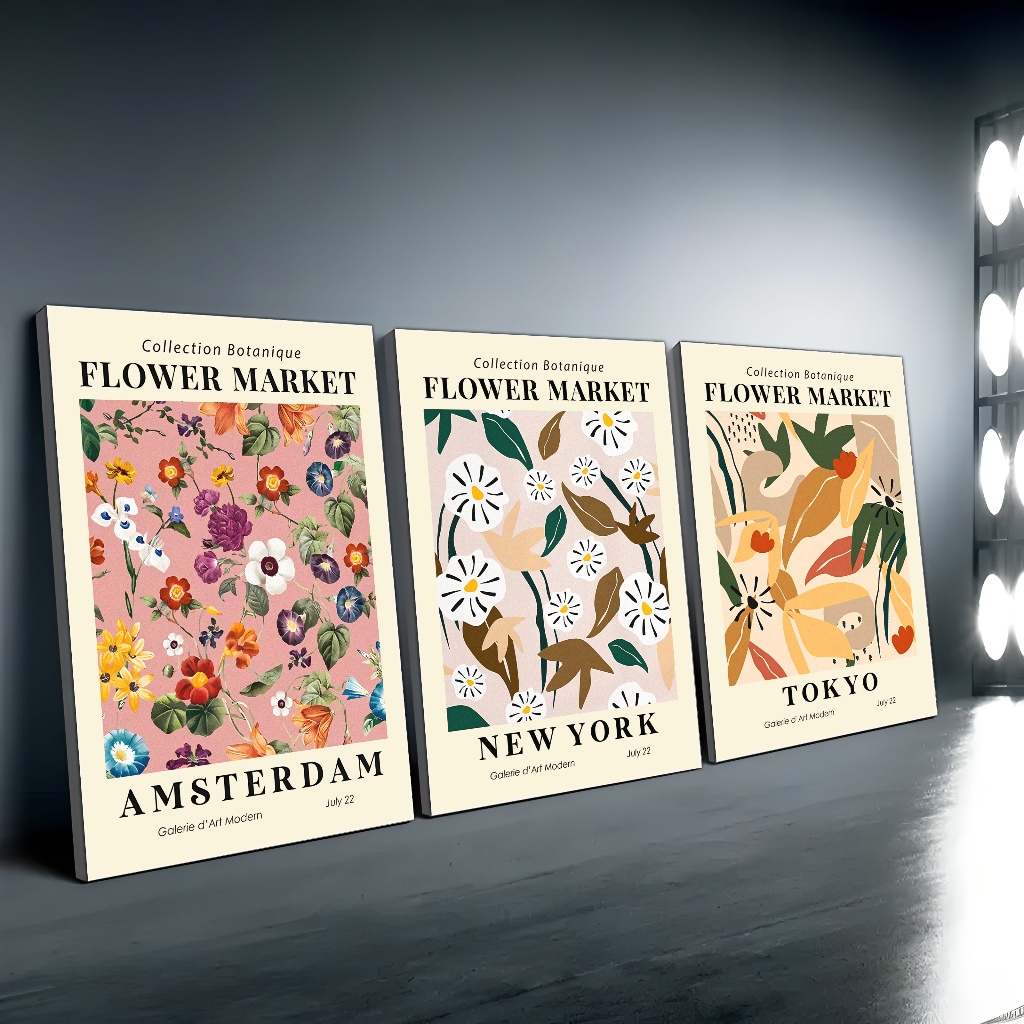 Collection Botanique
FLOWER MARKET
AMSTERDAM
Galerie d'Art Modern
July 22
Collection Botanique
FLOWER MARKET
NEW YORK
Galerie d'Art Modern
July 22
Collection Botanique
FLOWER MARKET
TOKYO
Galerie d'Art Modern
July 22